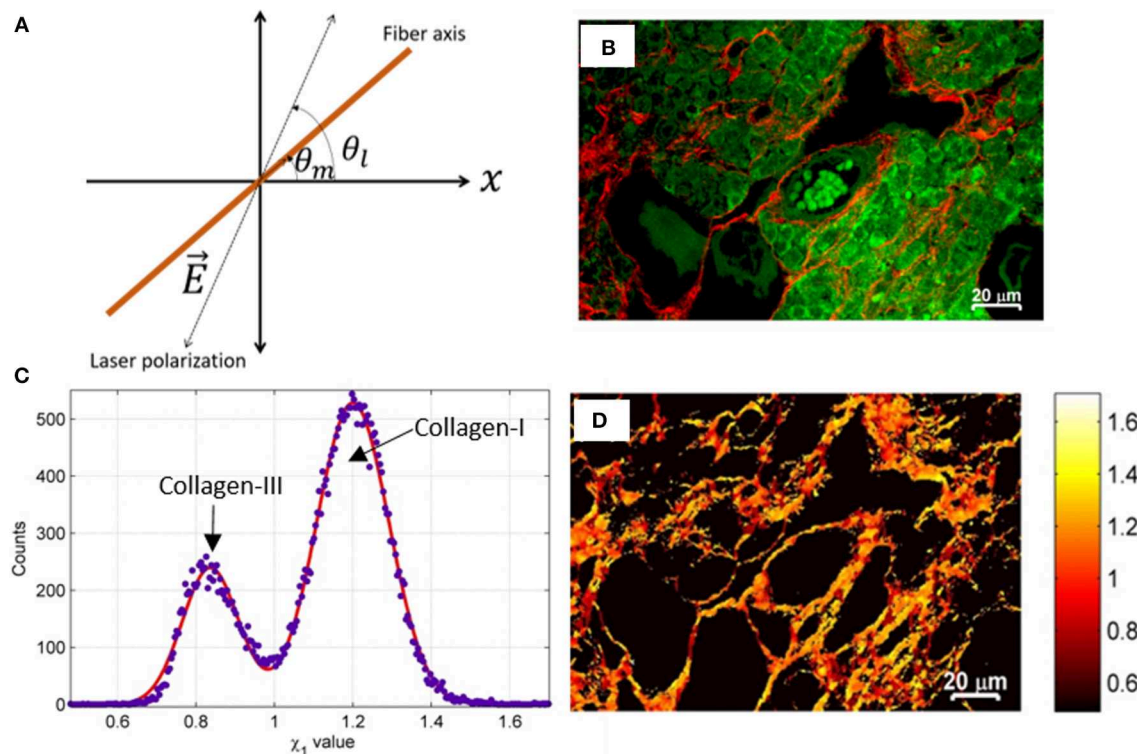 A
Fiber axis
θₗ
θₘ
x
E⃗
Laser polarization
B
20 μm
C
500
400
300
200
100
0
Counts
Collagen-I
Collagen-III
0.6 0.8 1 1.2 1.4 1.6
χ₁ value
D
20 μm
1.6
1.4
1.2
1
0.8
0.6